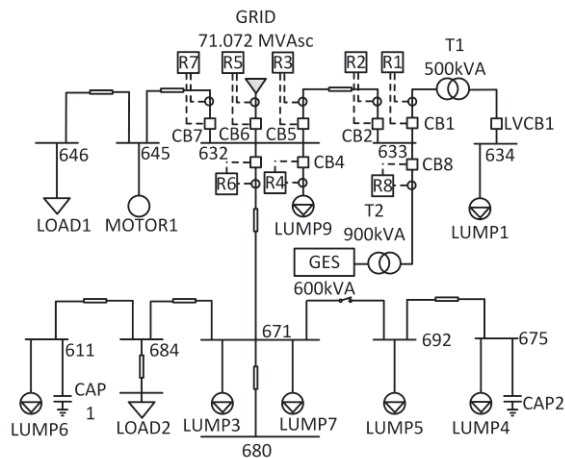 GRID
71.072 MVAsc
T1
500kVA
R7
R5
R3
R2
R1
CB7
CB6
CB5
CB2
CB1
LVCB1
646
645
632
CB4
633
CB8
634
R6
R4
R8
LOAD1
MOTOR1
LUMP9
T2
900kVA
LUMP1
GES
600kVA
611
684
671
692
675
CAP
1
CAP2
LUMP6
LOAD2
LUMP3
LUMP7
LUMP5
LUMP4
680